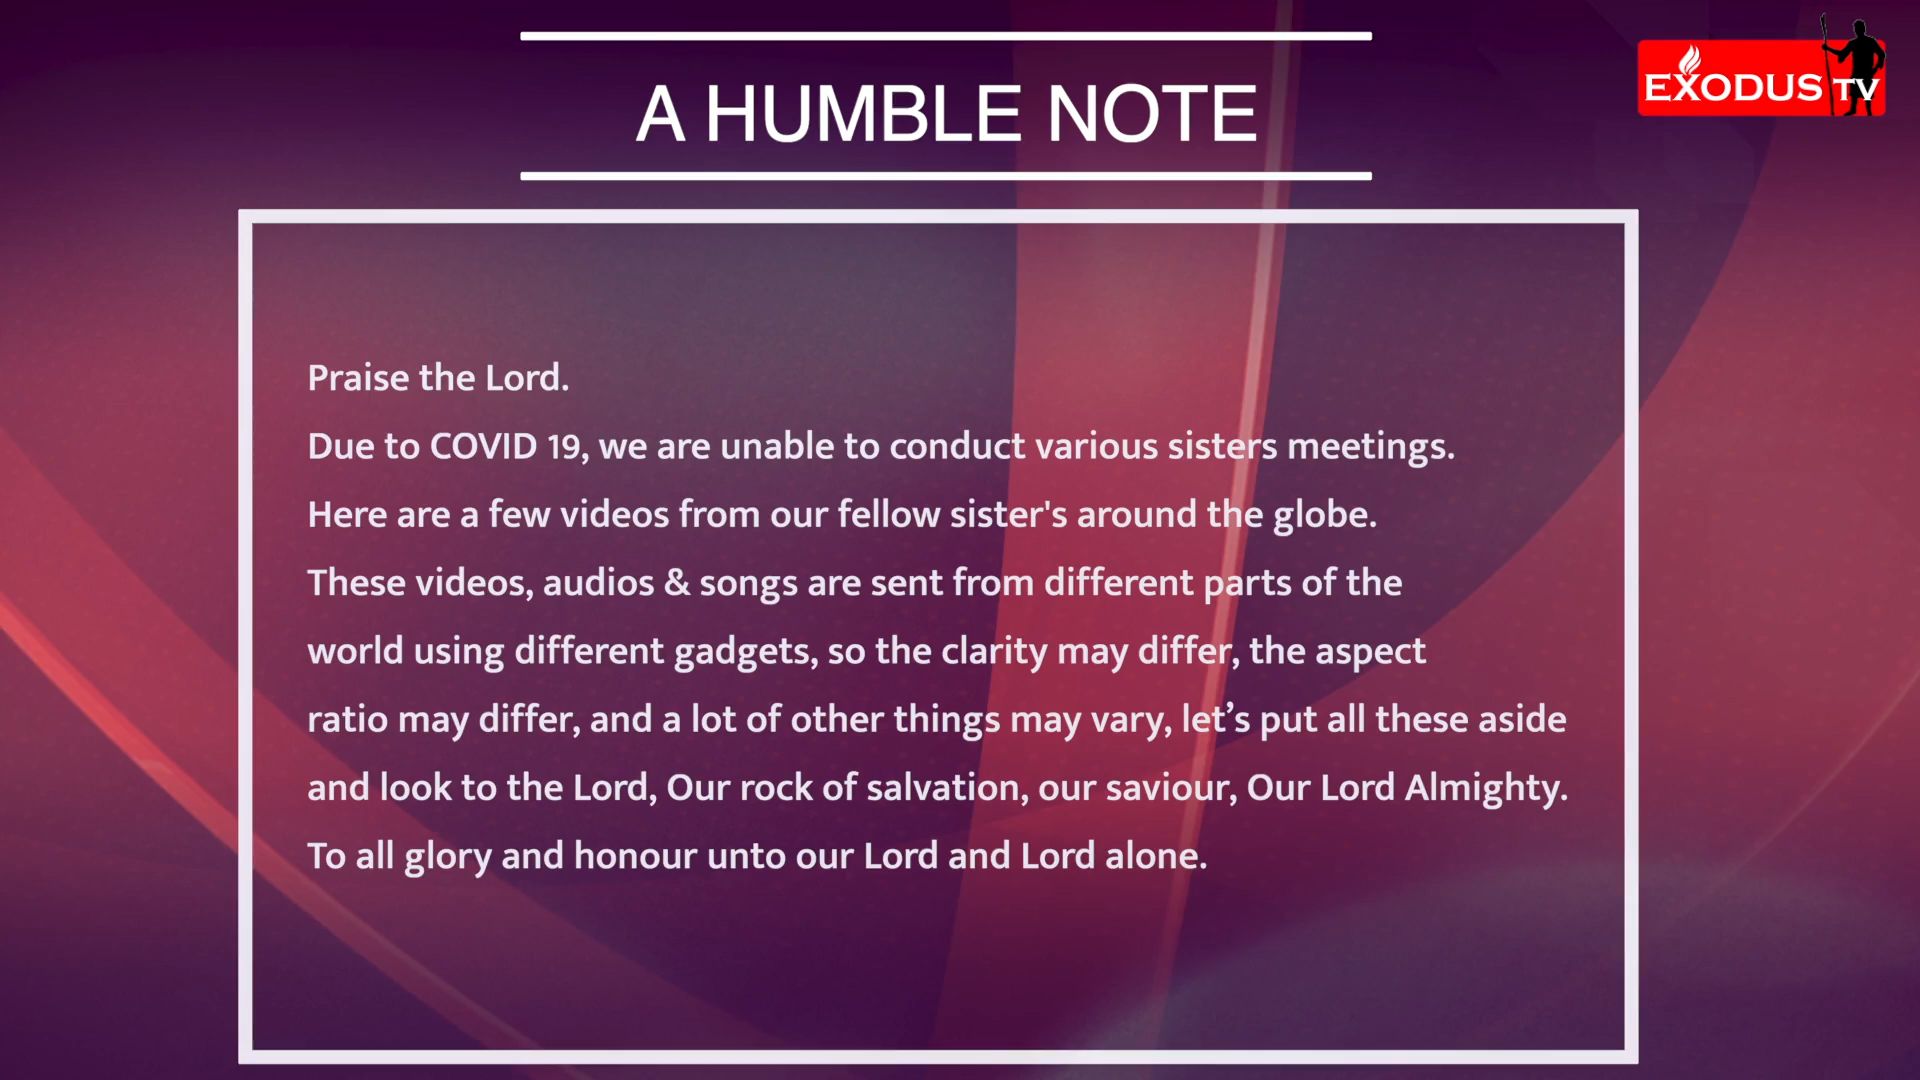 A HUMBLE NOTE
EXODUS TV
Praise the Lord.
Due to COVID 19, we are unable to conduct various sisters meetings.
Here are a few videos from our fellow sister's around the globe.
These videos, audios & songs are sent from different parts of the
world using different gadgets, so the clarity may differ, the aspect
ratio may differ, and a lot of other things may vary, let’s put all these aside
and look to the Lord, Our rock of salvation, our saviour, Our Lord Almighty.
To all glory and honour unto our Lord and Lord alone.